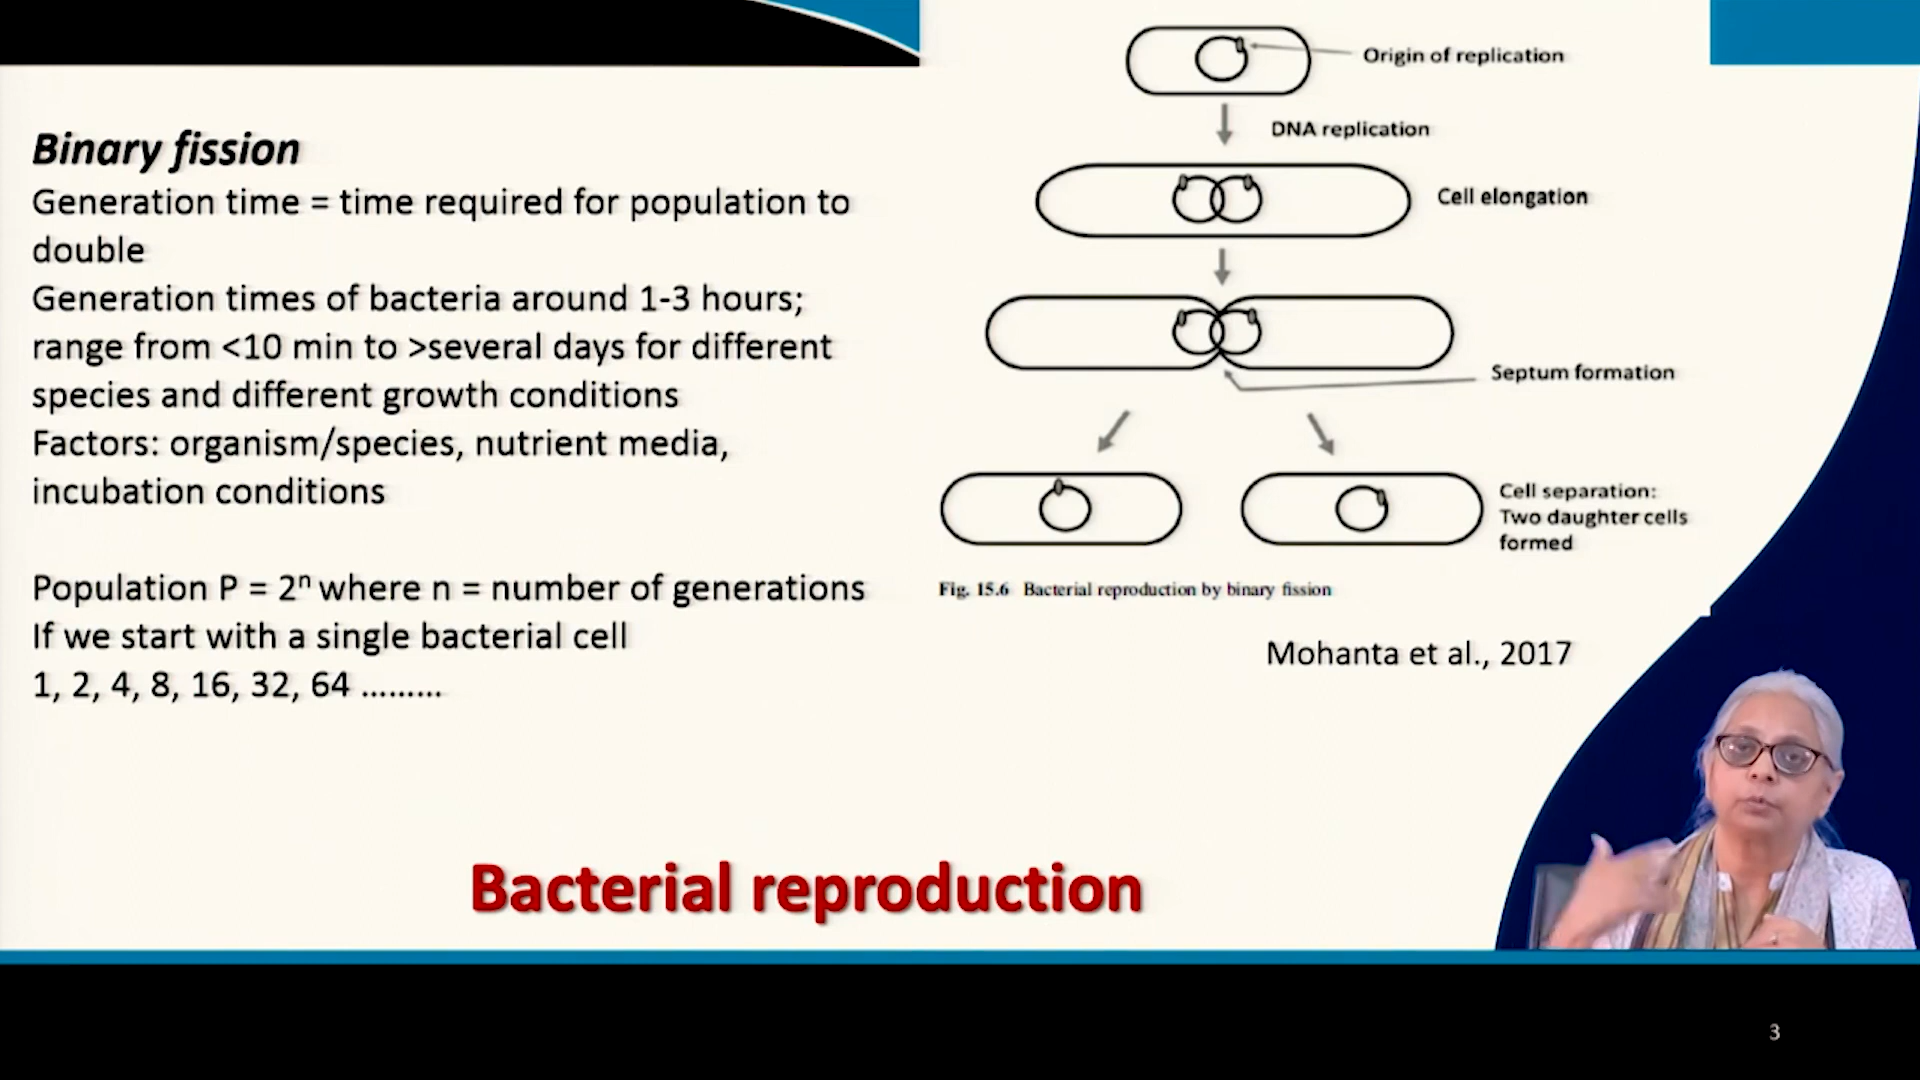 Binary fission
Generation time = time required for population to
double
Generation times of bacteria around 1-3 hours;
range from <10 min to >several days for different
species and different growth conditions
Factors: organism/species, nutrient media,
incubation conditions
Population P = 2ⁿ where n = number of generations
If we start with a single bacterial cell
1, 2, 4, 8, 16, 32, 64 .........
Origin of replication
DNA replication
Cell elongation
Septum formation
Cell separation:
Two daughter cells
formed
Fig. 15.6 Bacterial reproduction by binary fission
Mohanta et al., 2017
Bacterial reproduction
3